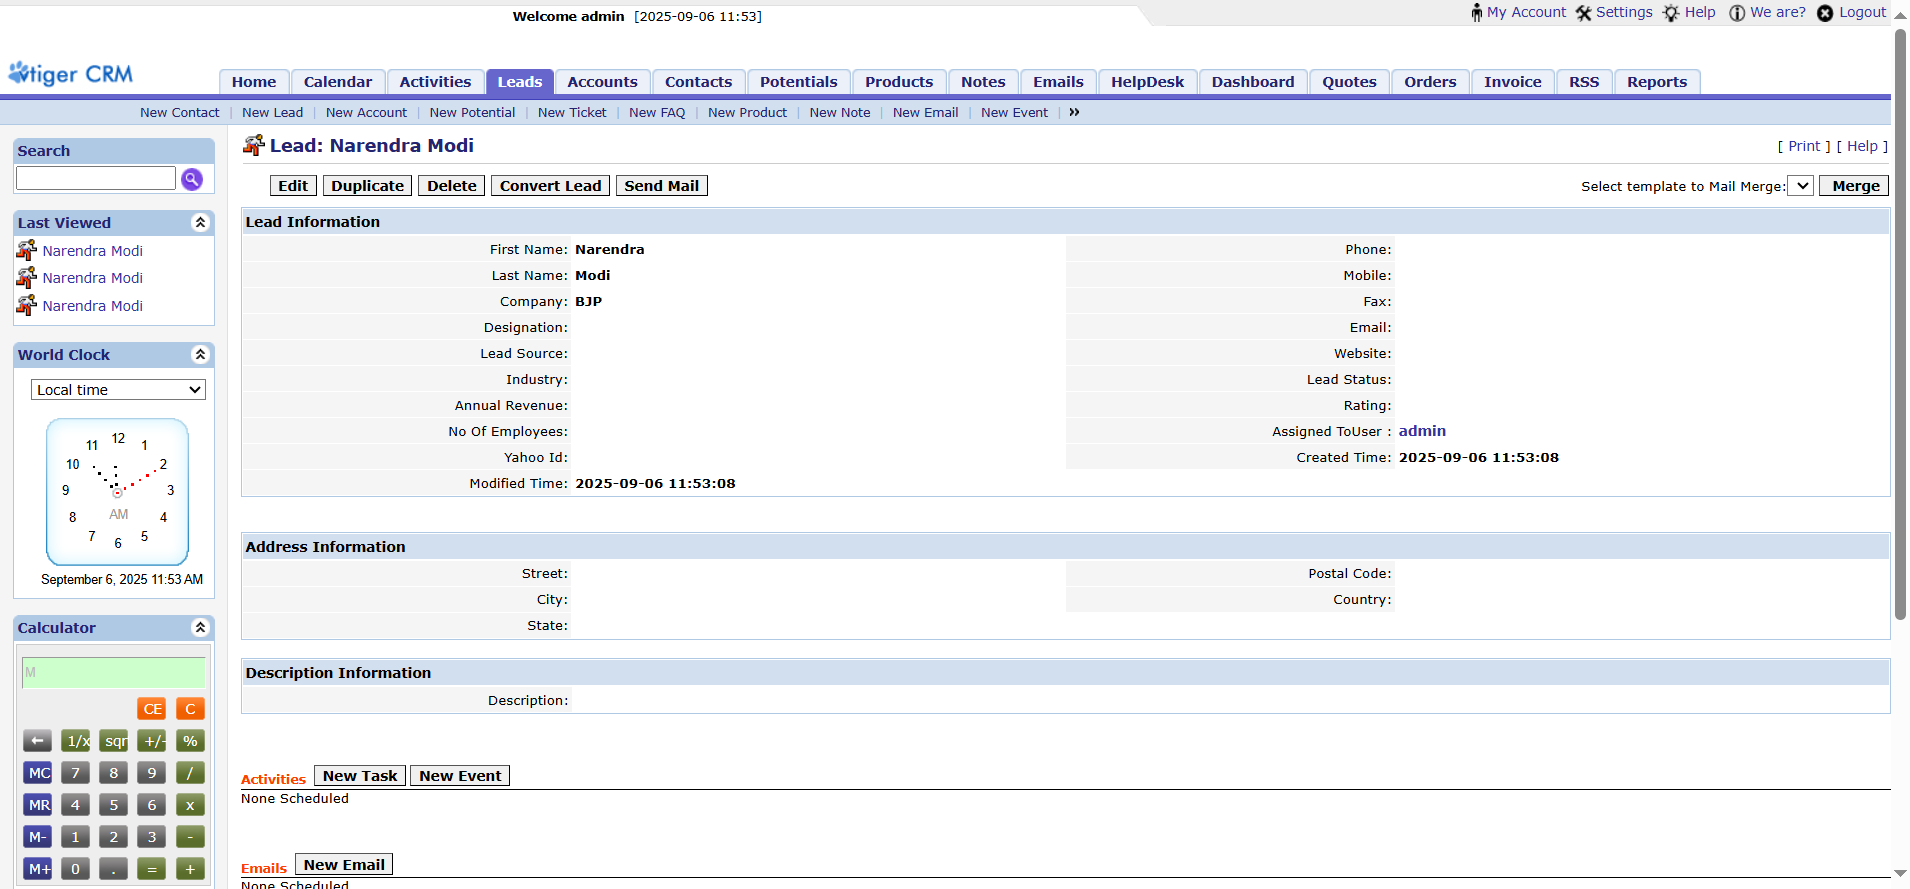 Welcome admin [2025-09-06 11:53]
My Account Settings Help We are? Logout
vtiger CRM
Home Calendar Activities Leads Accounts Contacts Potentials Products Notes Emails HelpDesk Dashboard Quotes Orders Invoice RSS Reports
New Contact | New Lead | New Account | New Potential | New Ticket | New FAQ | New Product | New Note | New Email | New Event | »
Search
Last Viewed
Narendra Modi
Narendra Modi
Narendra Modi
World Clock
Local time
12
11 1
10 2
9 3
AM
8 4
7 5
6
September 6, 2025 11:53 AM
Calculator
M
CE C
← 1/x sqr +/- %
MC 7 8 9 /
MR 4 5 6 x
M- 1 2 3 -
M+ 0 . = +
Lead: Narendra Modi
[ Print ] [ Help ]
Edit Duplicate Delete Convert Lead Send Mail
Select template to Mail Merge: Merge
Lead Information
First Name: Narendra Phone:
Last Name: Modi Mobile:
Company: BJP Fax:
Designation: Email:
Lead Source: Website:
Industry: Lead Status:
Annual Revenue: Rating:
No Of Employees: Assigned ToUser : admin
Yahoo Id: Created Time: 2025-09-06 11:53:08
Modified Time: 2025-09-06 11:53:08
Address Information
Street: Postal Code:
City: Country:
State:
Description Information
Description:
Activities New Task New Event
None Scheduled
Emails New Email
None Scheduled